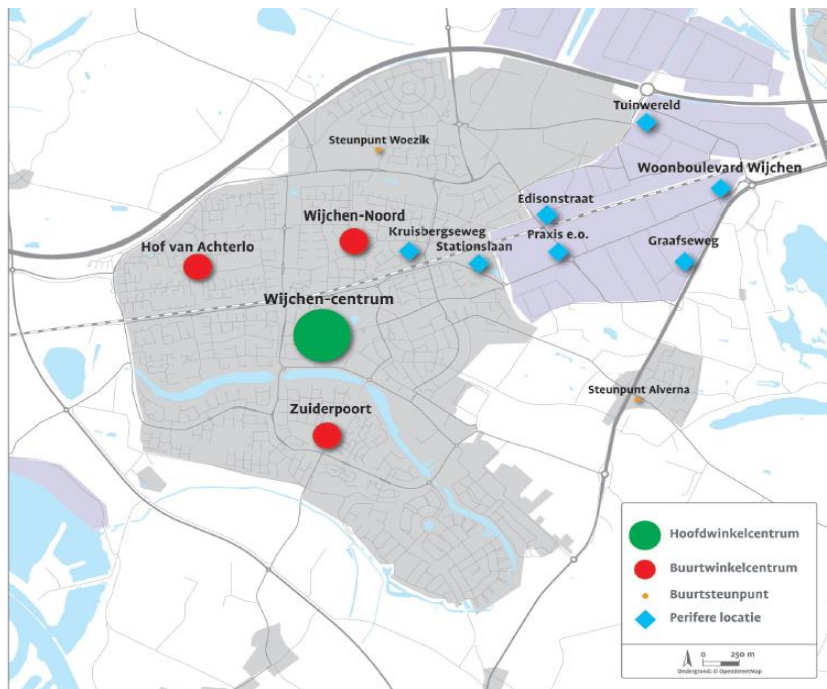 Tuinwereld
Steunpunt Woezik
Woonboulevard Wijchen
Edisonstraat
Wijchen-Noord
Kruisbergseweg
Praxis e.o.
Hof van Achterlo
Stationslaan
Graafseweg
Wijchen-centrum
Steunpunt Alverna
Zuiderpoort
Hoofdwinkelcentrum
Buurtwinkelcentrum
Buurtsteunpunt
Perifere locatie
0 250 m
Ondergrond: © OpenStreetMap